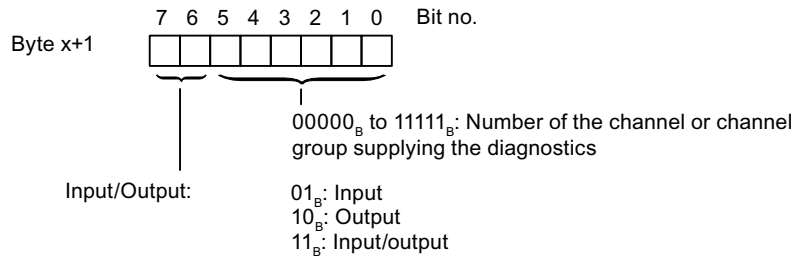 7 6 5 4 3 2 1 0 Bit no.
Byte x+1
00000B to 11111B: Number of the channel or channel
group supplying the diagnostics
Input/Output: 01B: Input
10B: Output
11B: Input/output